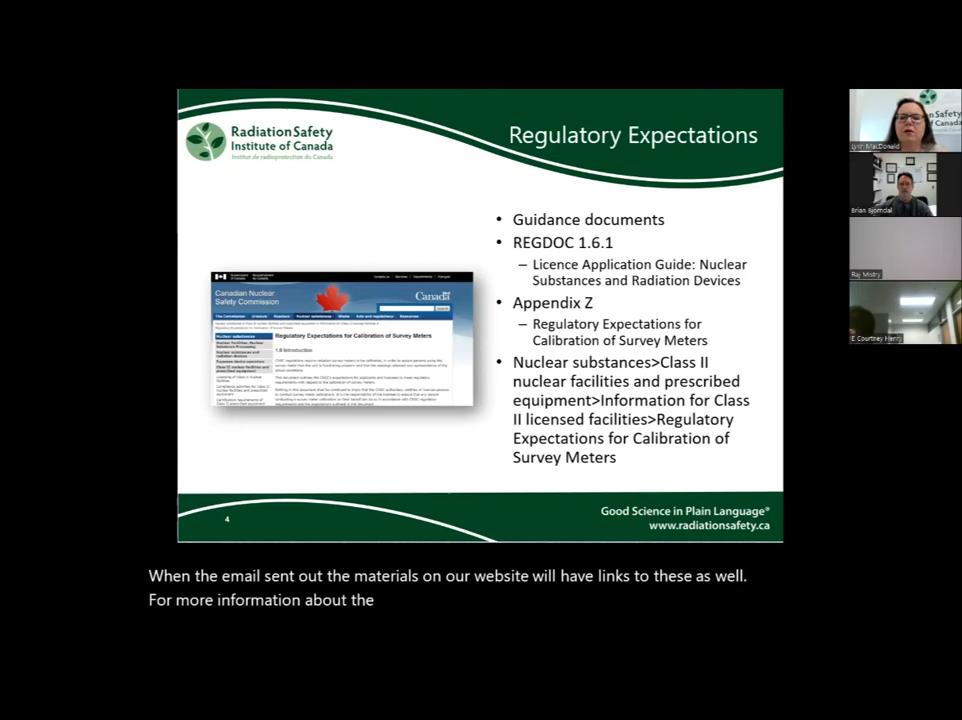 Radiation Safety
Institute of Canada
Institut de radioprotection du Canada
Regulatory Expectations
• Guidance documents
• REGDOC 1.6.1
– Licence Application Guide: Nuclear
Substances and Radiation Devices
• Appendix Z
– Regulatory Expectations for
Calibration of Survey Meters
• Nuclear substances>Class II
nuclear facilities and prescribed
equipment>Information for Class
II licensed facilities>Regulatory
Expectations for Calibration of
Survey Meters
Canadian Nuclear
Safety Commission
Canada
Regulatory Expectations for Calibration of Survey Meters
1.0 Introduction
4
Good Science in Plain Language®
www.radiationsafety.ca
Lynn MacDonald
Brian Bjorndal
Raj Mistry
E Courtney Henry
When the email sent out the materials on our website will have links to these as well.
For more information about the